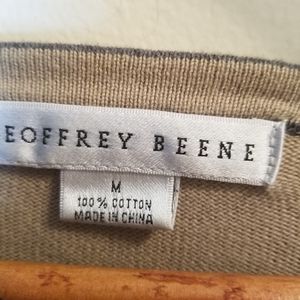 EOFFREY BEENE
M
100% COTTON
MADE IN CHINA